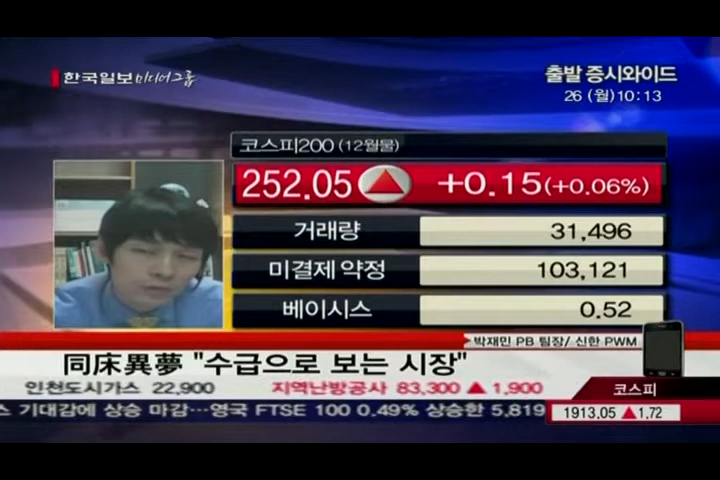 한국일보 미디어그룹
출발 증시와이드
26 (월) 10:13
코스피200 (12월물)
252.05 ▲ +0.15(+0.06%)
거래량 31,496
미결제 약정 103,121
베이시스 0.52
박재민 PB 팀장/ 신한 PWM
同床異夢 "수급으로 보는 시장"
인천도시가스 22,900 지역난방공사 83,300 ▲ 1,900
코스피
스 기대감에 상승 마감…영국 FTSE 100 0.49% 상승한 5,819
1913.05 ▲1.72